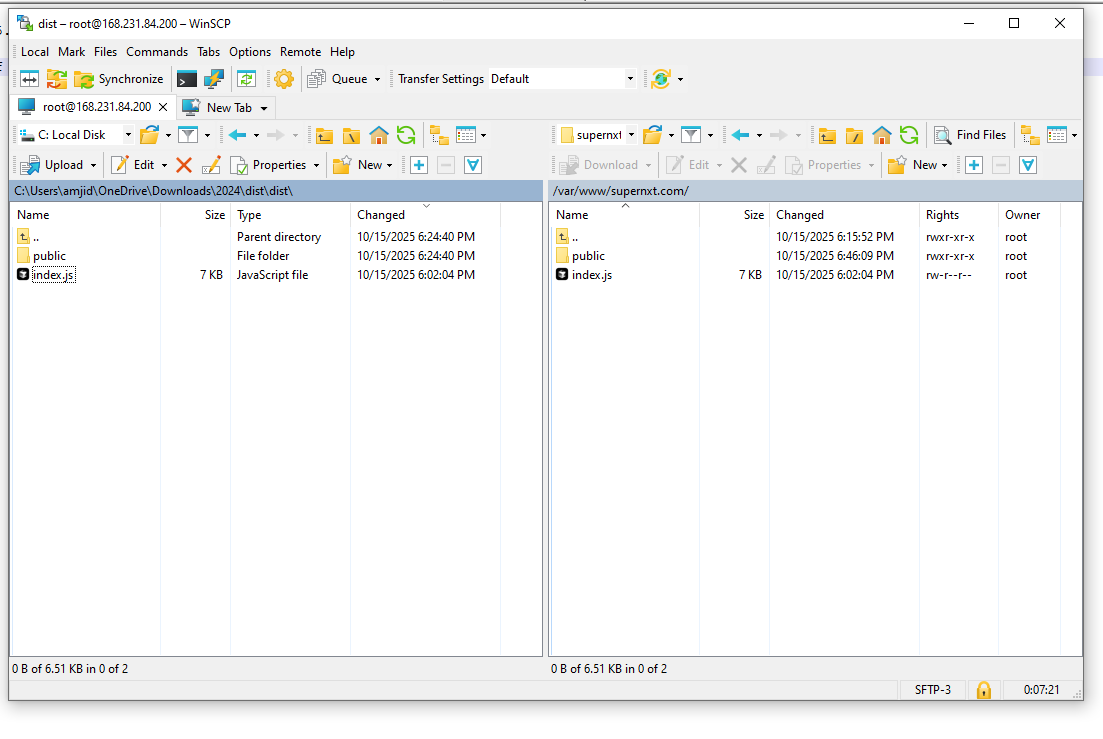 dist – root@168.231.84.200 – WinSCP
Local Mark Files Commands Tabs Options Remote Help
Synchronize Queue Transfer Settings Default
root@168.231.84.200 New Tab
C: Local Disk supernxt Find Files
Upload Edit Properties New Download Edit Properties New
C:\Users\amjid\OneDrive\Downloads\2024\dist\dist\ /var/www/supernxt.com/
Name Size Type Changed Name Size Changed Rights Owner
.. Parent directory 10/15/2025 6:24:40 PM .. 10/15/2025 6:15:52 PM rwxr-xr-x root
public File folder 10/15/2025 6:24:40 PM public 10/15/2025 6:46:09 PM rwxr-xr-x root
index.js 7 KB JavaScript file 10/15/2025 6:02:04 PM index.js 7 KB 10/15/2025 6:02:04 PM rw-r--r-- root
0 B of 6.51 KB in 0 of 2 0 B of 6.51 KB in 0 of 2
SFTP-3 0:07:21